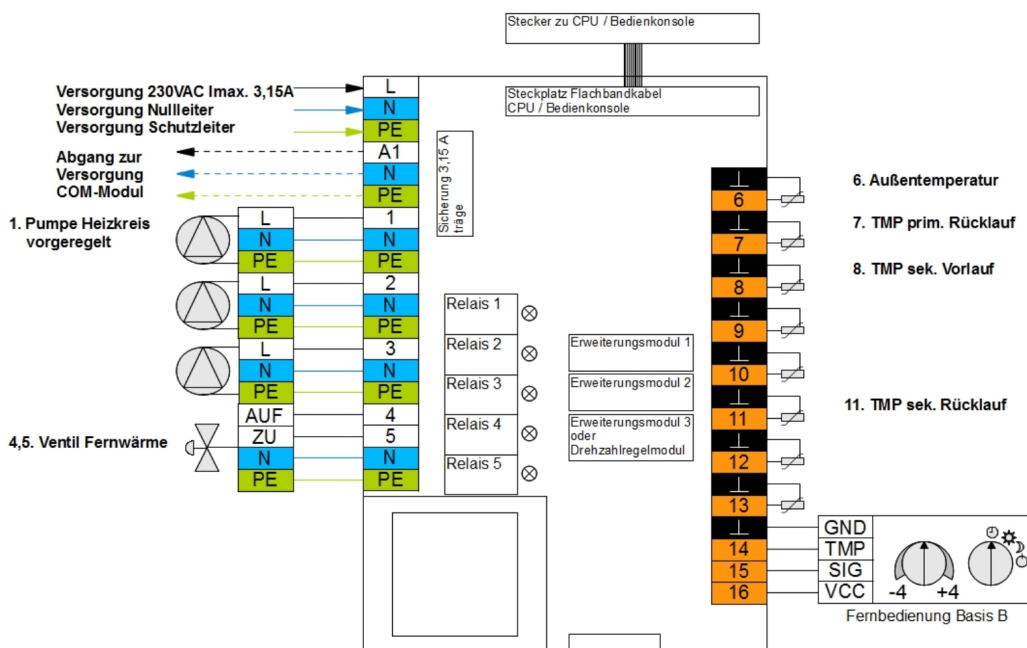 Stecker zu CPU / Bedienkonsole
Steckplatz Flachbandkabel
CPU / Bedienkonsole
Versorgung 230VAC Imax. 3,15A
Versorgung Nullleiter
Versorgung Schutzleiter
Abgang zur
Versorgung
COM-Modul
L
N
PE
A1
N
PE
Sicherung 3,15 A
träge
1. Pumpe Heizkreis
vorgeregelt
L
N
PE
1
N
PE
L
N
PE
2
N
PE
L
N
PE
3
N
PE
4,5. Ventil Fernwärme
AUF
ZU
N
PE
4
5
N
PE
Relais 1
Relais 2
Relais 3
Relais 4
Relais 5
Erweiterungsmodul 1
Erweiterungsmodul 2
Erweiterungsmodul 3
oder
Drehzahlregelmodul
6
7
8
9
10
11
12
13
14
15
16
6. Außentemperatur
7. TMP prim. Rücklauf
8. TMP sek. Vorlauf
11. TMP sek. Rücklauf
GND
TMP
SIG
VCC
-4 +4
Fernbedienung Basis B